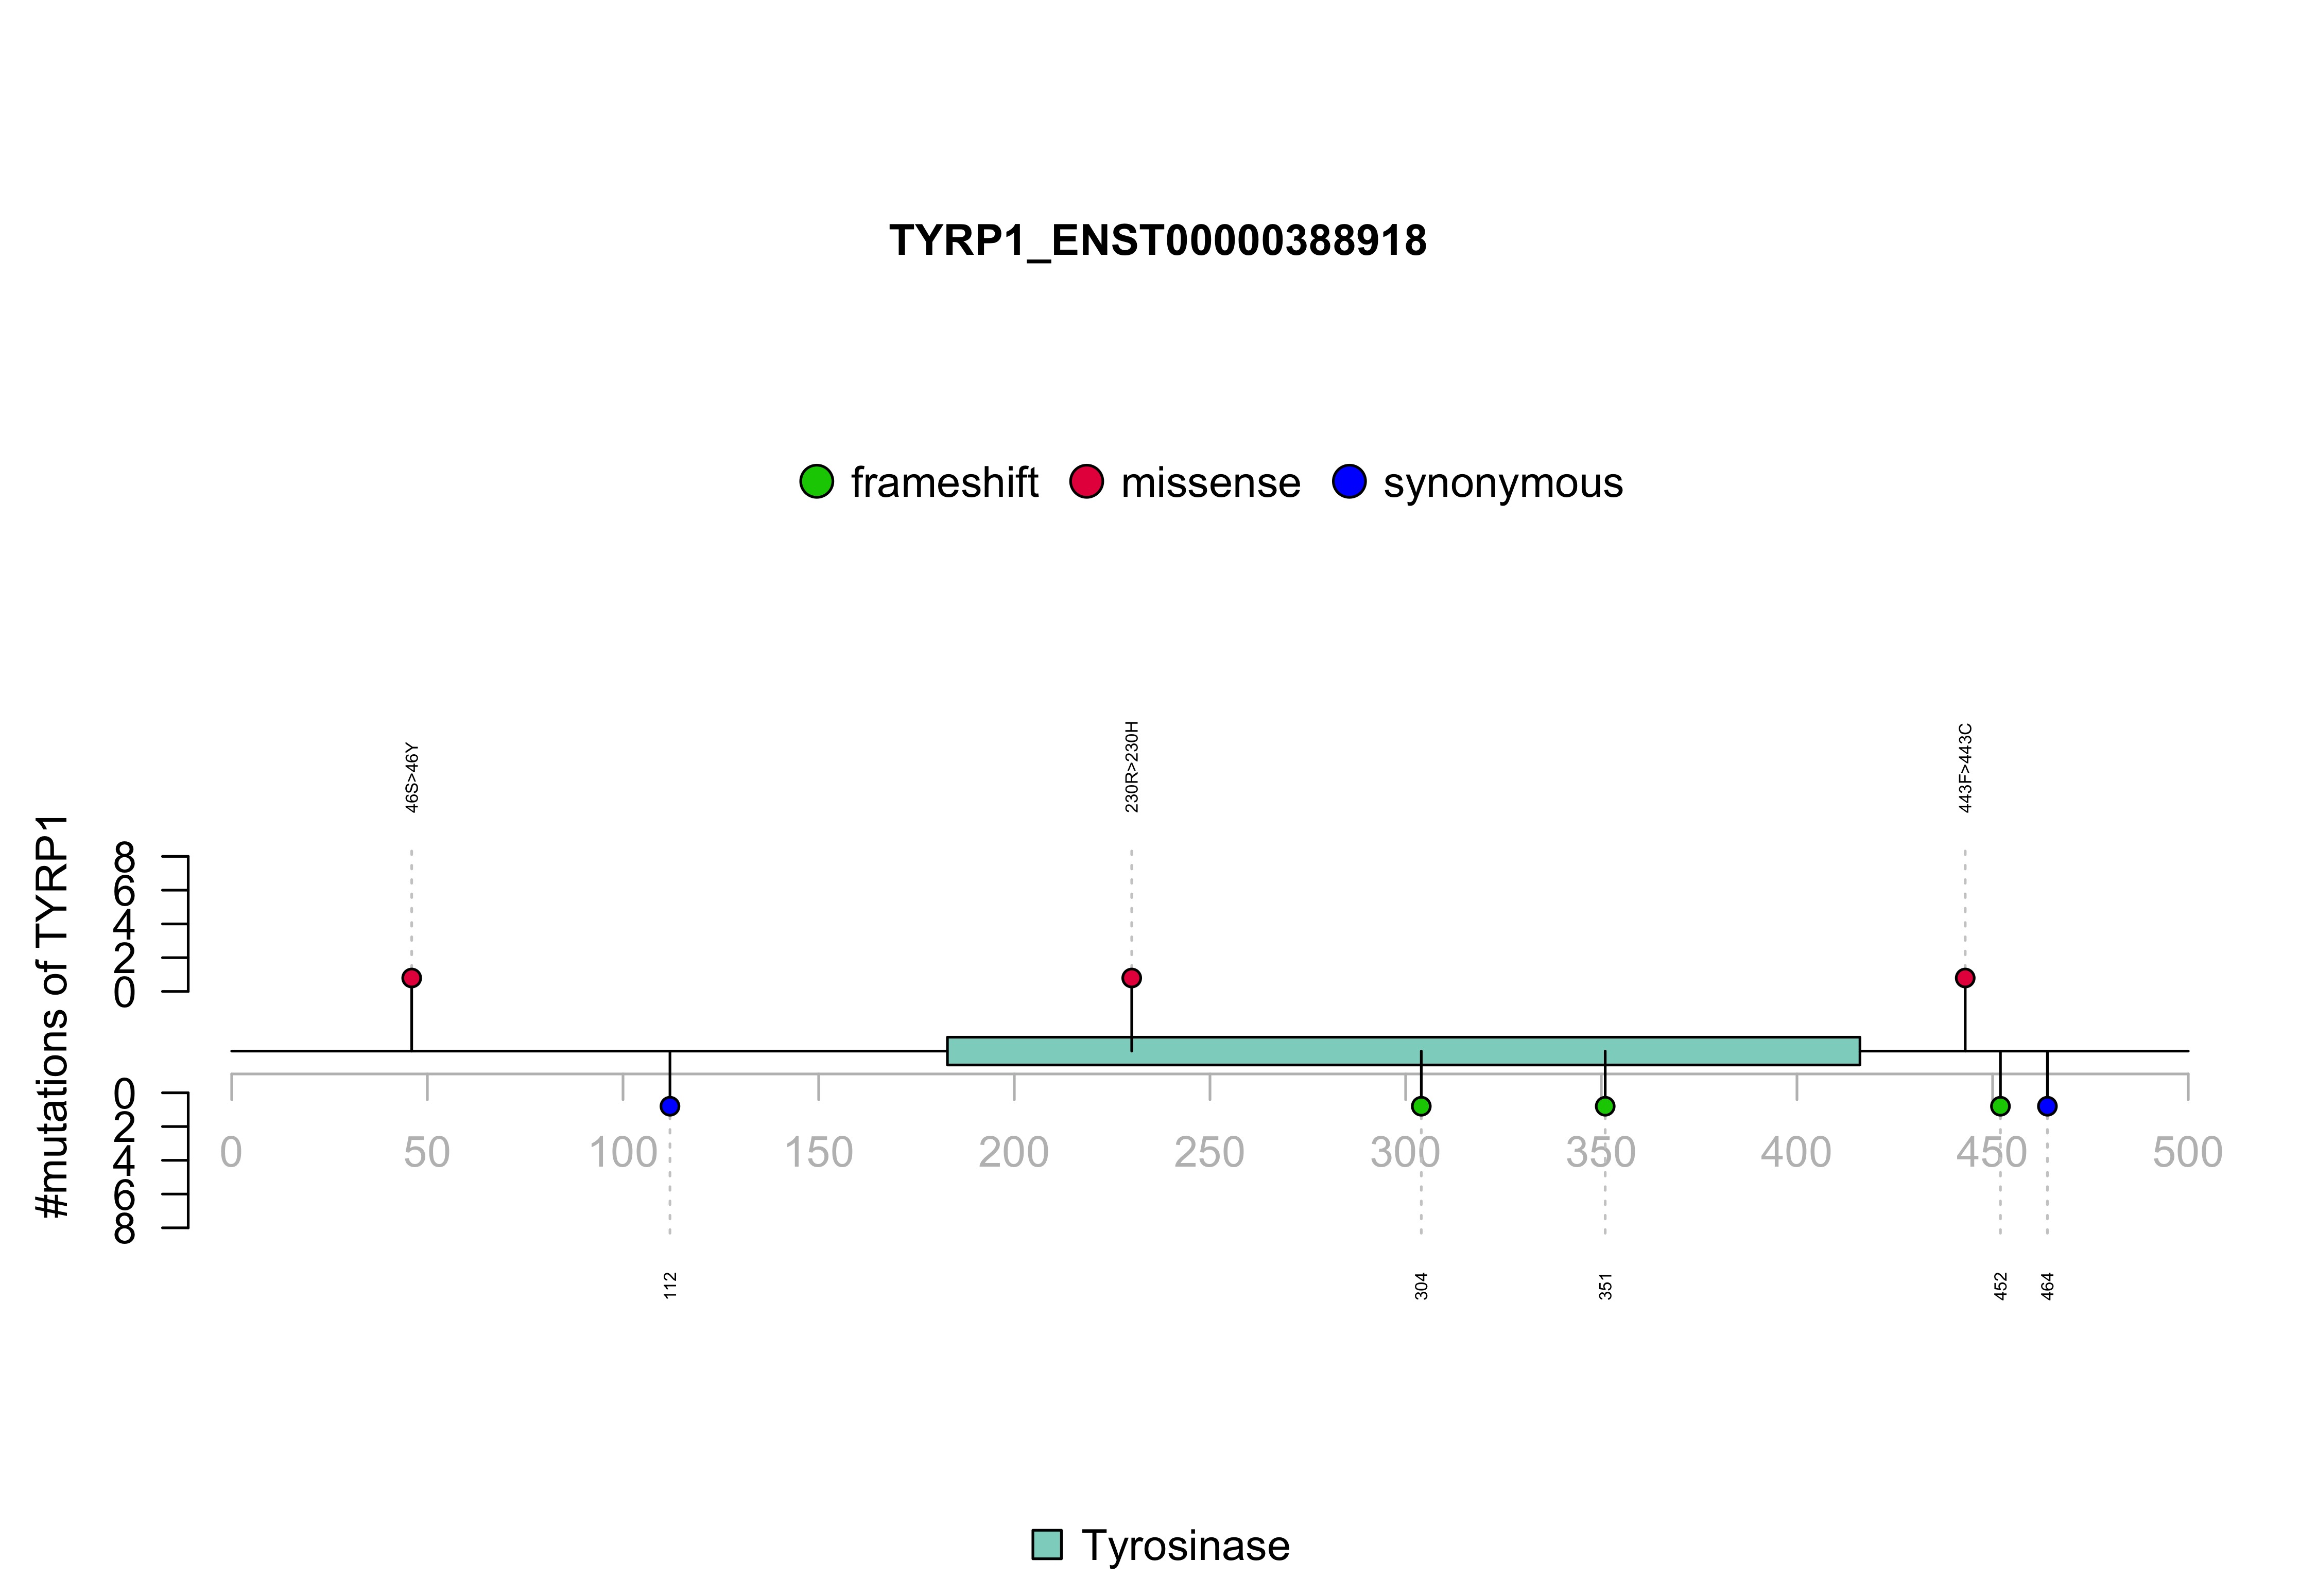 TYRP1_ENST00000388918
frameshift missense synonymous
46S>46Y
230R>230H
443F>443C
#mutations of TYRP1
8
6
4
2
0
0
2
4
6
8
0 50 100 150 200 250 300 350 400 450 500
112
304
351
452
464
Tyrosinase